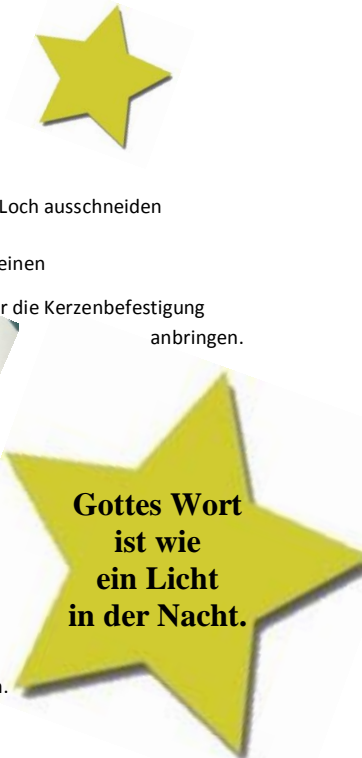 Loch ausschneiden
einen
die Kerzenbefestigung
anbringen.
Gottes Wort
ist wie
ein Licht
in der Nacht.